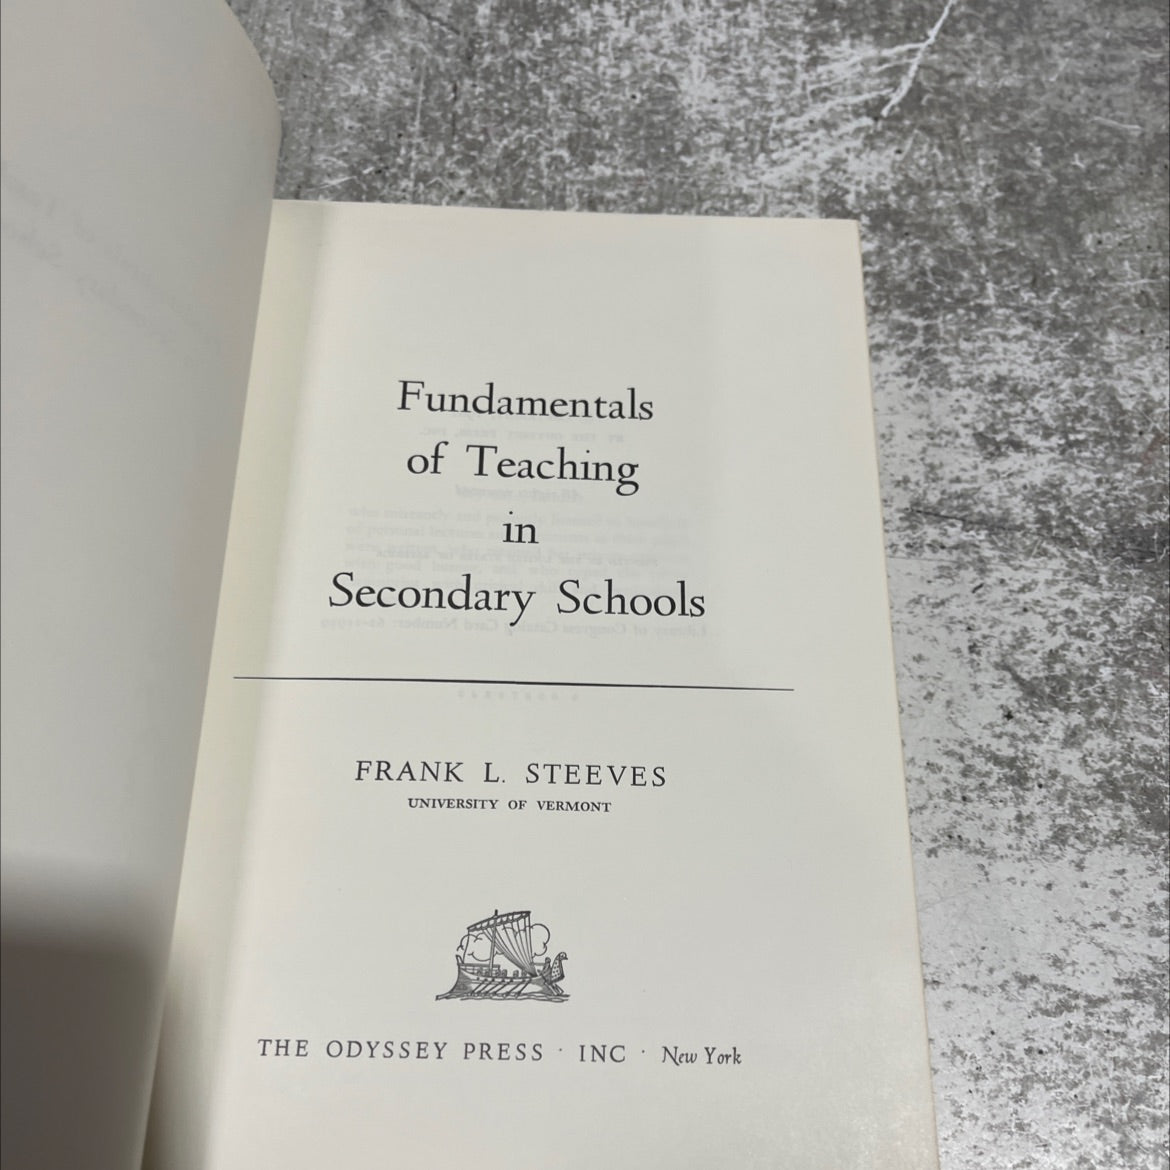 Fundamentals
of Teaching
in
Secondary Schools
FRANK L. STEEVES
UNIVERSITY OF VERMONT
THE ODYSSEY PRESS · INC · New York